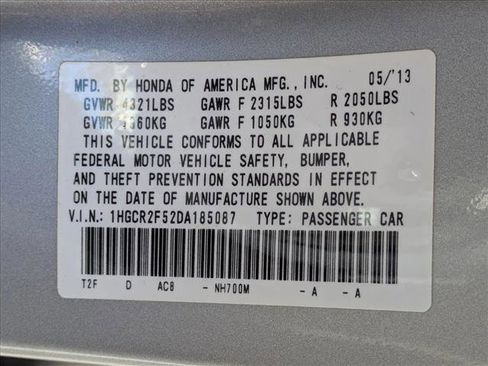 MFD. BY HONDA OF AMERICA MFG., INC. 05/'13
GVWR 4321LBS GAWR F 2315LBS R 2050LBS
GVWR 1960KG GAWR F 1050KG R 930KG
THIS VEHICLE CONFORMS TO ALL APPLICABLE
FEDERAL MOTOR VEHICLE SAFETY, BUMPER,
AND THEFT PREVENTION STANDARDS IN EFFECT
ON THE DATE OF MANUFACTURE SHOWN ABOVE.
V.I.N.: 1HGCR2F52DA185087 TYPE: PASSENGER CAR
T2F D AC8 - NH700M - A - A